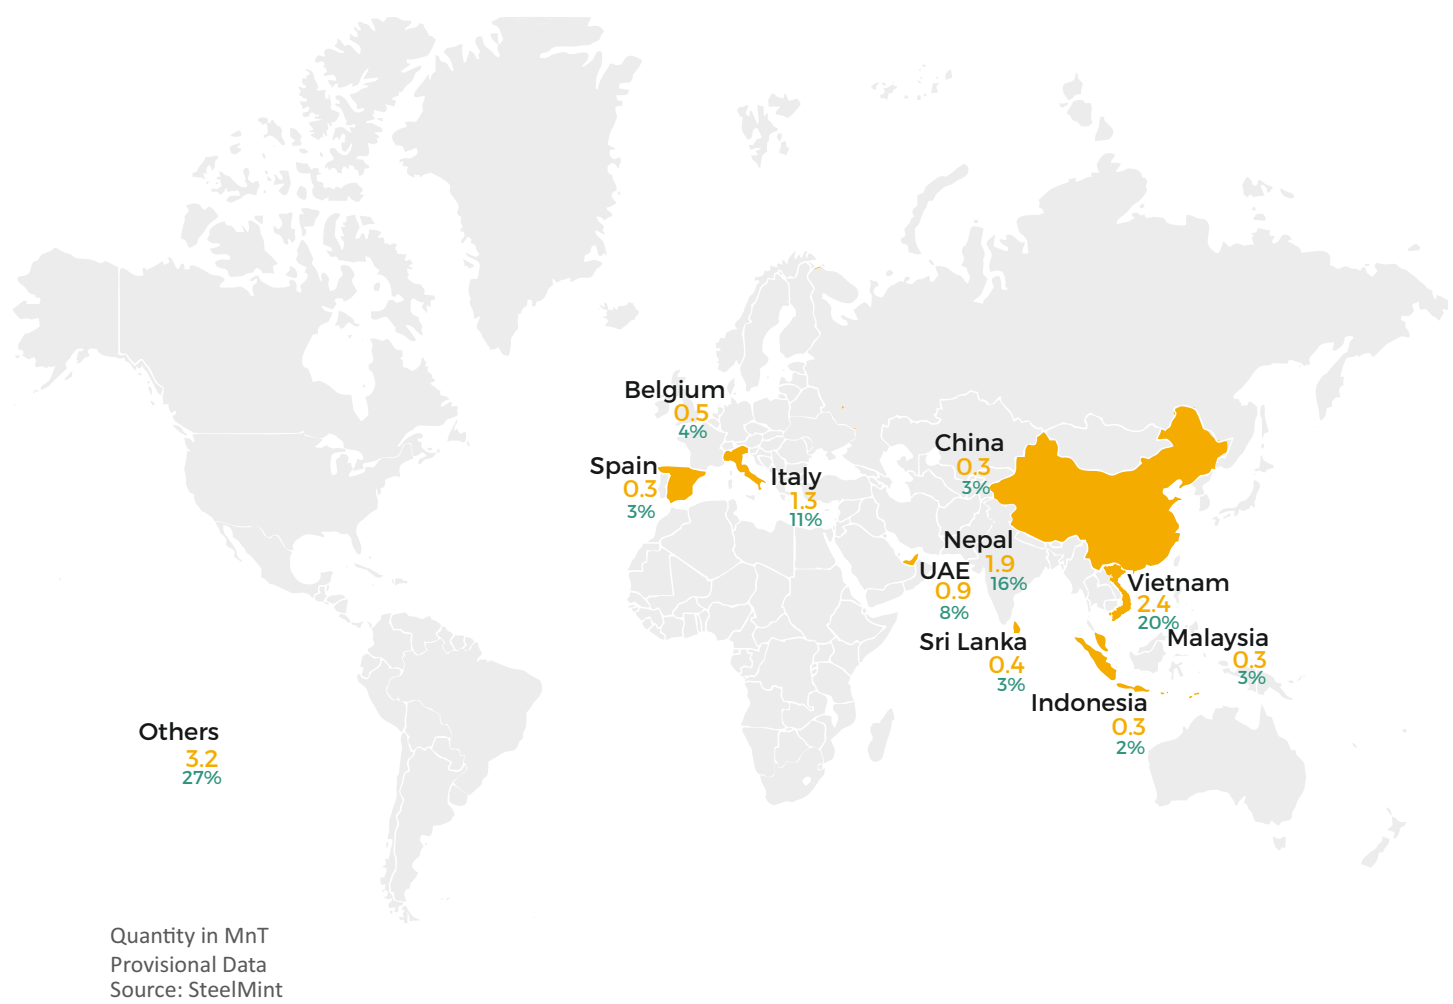 Belgium
0.5
4%
Spain
0.3
3%
Italy
1.3
11%
China
0.3
3%
Nepal
1.9
16%
UAE
0.9
8%
Vietnam
2.4
20%
Sri Lanka
0.4
3%
Malaysia
0.3
3%
Indonesia
0.3
2%
Others
3.2
27%
Quantity in MnT
Provisional Data
Source: SteelMint